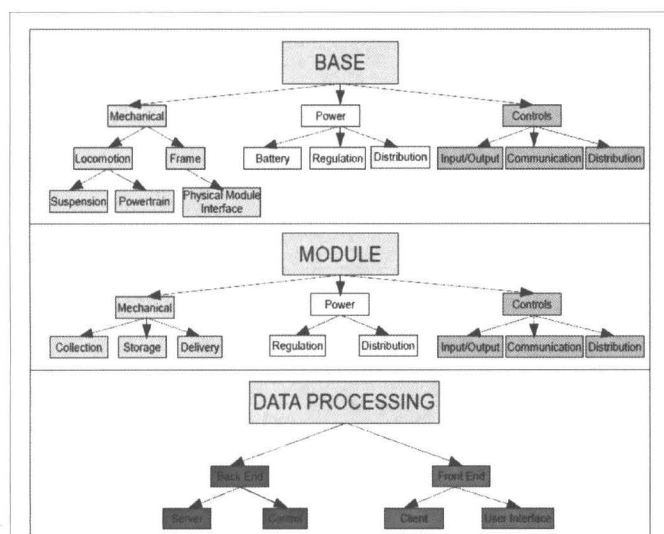 BASE
Mechanical Power Controls
Locomotion Frame Battery Regulation Distribution Input/Output Communication Distribution
Suspension Powertrain Physical Module
Interface
MODULE
Mechanical Power Controls
Collection Storage Delivery Regulation Distribution Input/Output Communication Distribution
DATA PROCESSING
Back End Front End
Server Control Client User Interface